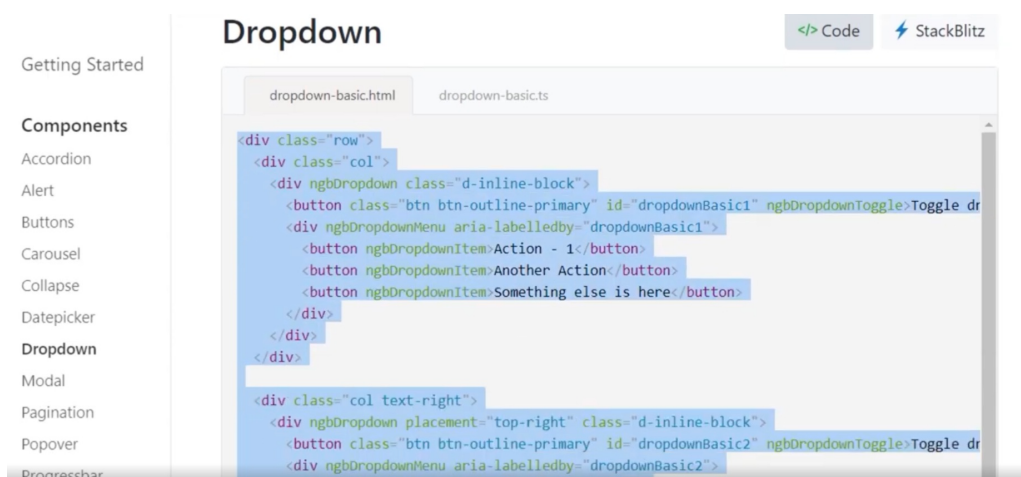 Dropdown
</> Code
StackBlitz
Getting Started
Components
Accordion
Alert
Buttons
Carousel
Collapse
Datepicker
Dropdown
Modal
Pagination
Popover
Progressbar
dropdown-basic.html
dropdown-basic.ts
<div class="row">
<div class="col">
<div ngbDropdown class="d-inline-block">
<button class="btn btn-outline-primary" id="dropdownBasic1" ngbDropdownToggle>Toggle dr
<div ngbDropdownMenu aria-labelledby="dropdownBasic1">
<button ngbDropdownItem>Action - 1</button>
<button ngbDropdownItem>Another Action</button>
<button ngbDropdownItem>Something else is here</button>
</div>
</div>
</div>
<div class="col text-right">
<div ngbDropdown placement="top-right" class="d-inline-block">
<button class="btn btn-outline-primary" id="dropdownBasic2" ngbDropdownToggle>Toggle dr
<div ngbDropdownMenu aria-labelledby="dropdownBasic2">